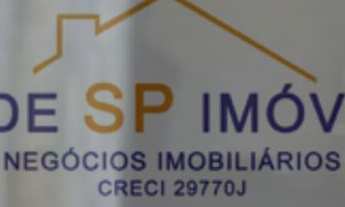 DE SP IMÓV
NEGÓCIOS IMOBILIÁRIOS
CRECI 29770J